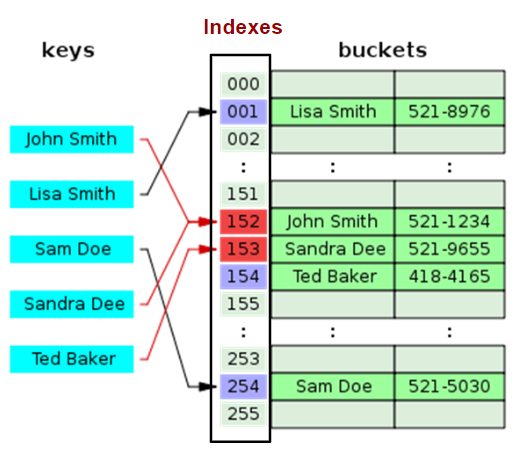 Indexes
keys
buckets
John Smith
Lisa Smith
Sam Doe
Sandra Dee
Ted Baker
000
001 Lisa Smith 521-8976
002
: : :
151
152 John Smith 521-1234
153 Sandra Dee 521-9655
154 Ted Baker 418-4165
155
: : :
253
254 Sam Doe 521-5030
255